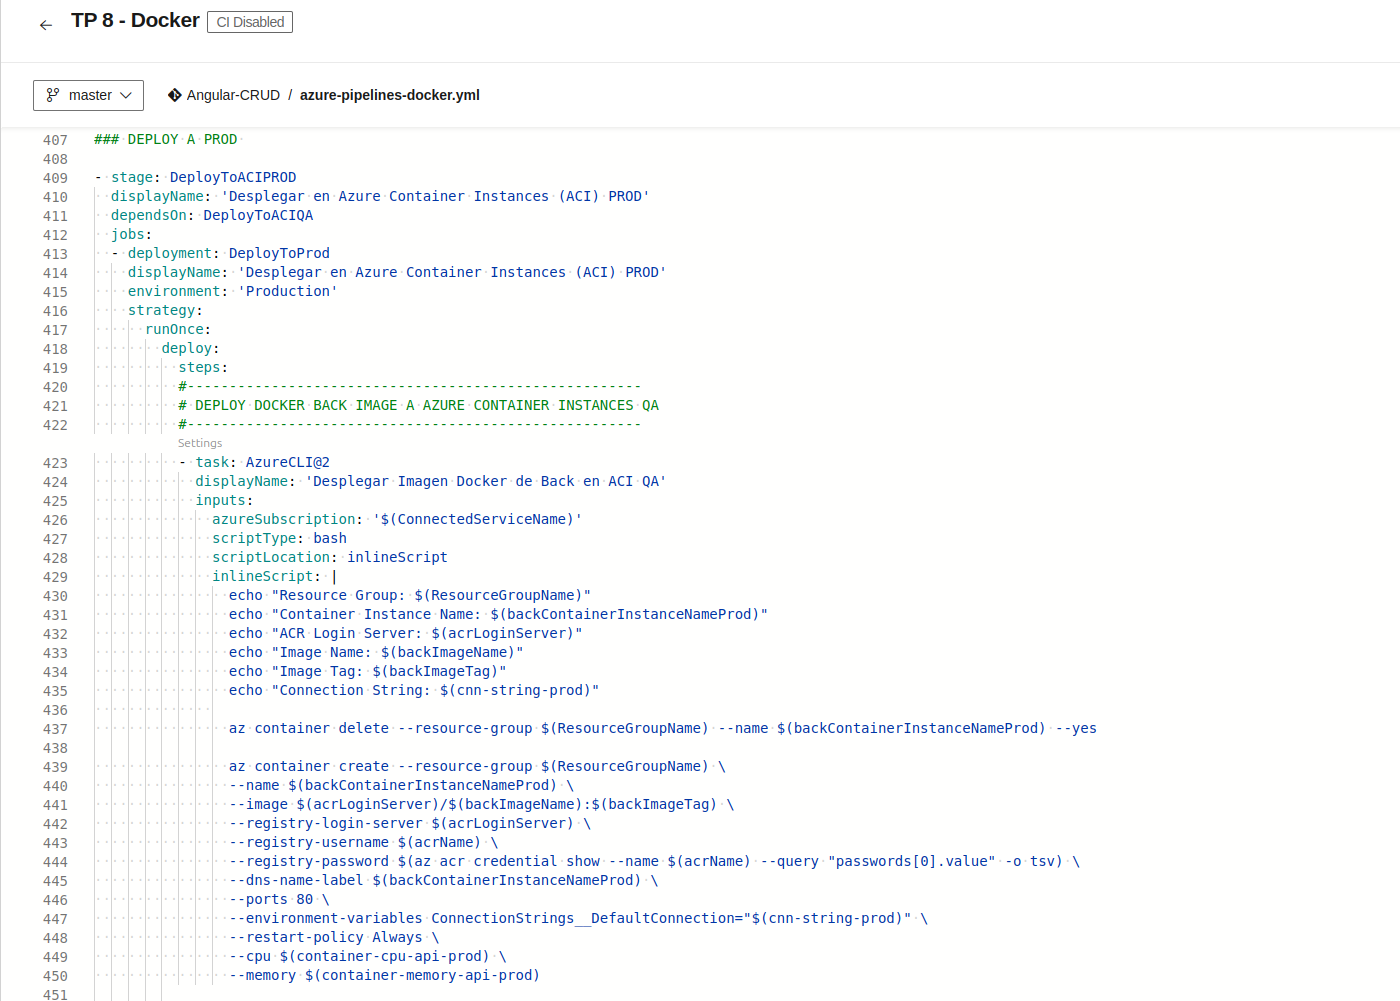 TP 8 - Docker CI Disabled
master Angular-CRUD / azure-pipelines-docker.yml
407 ### DEPLOY A PROD
408
409 - stage: DeployToACIPROD
410 displayName: 'Desplegar en Azure Container Instances (ACI) PROD'
411 dependsOn: DeployToACIQA
412 jobs:
413 - deployment: DeployToProd
414 displayName: 'Desplegar en Azure Container Instances (ACI) PROD'
415 environment: 'Production'
416 strategy:
417 runOnce:
418 deploy:
419 steps:
420 #------------------------------------------------------
421 # DEPLOY DOCKER BACK IMAGE A AZURE CONTAINER INSTANCES QA
422 #------------------------------------------------------
Settings
423 - task: AzureCLI@2
424 displayName: 'Desplegar Imagen Docker de Back en ACI QA'
425 inputs:
426 azureSubscription: '$(ConnectedServiceName)'
427 scriptType: bash
428 scriptLocation: inlineScript
429 inlineScript: |
430 echo "Resource Group: $(ResourceGroupName)"
431 echo "Container Instance Name: $(backContainerInstanceNameProd)"
432 echo "ACR Login Server: $(acrLoginServer)"
433 echo "Image Name: $(backImageName)"
434 echo "Image Tag: $(backImageTag)"
435 echo "Connection String: $(cnn-string-prod)"
436
437 az container delete --resource-group $(ResourceGroupName) --name $(backContainerInstanceNameProd) --yes
438
439 az container create --resource-group $(ResourceGroupName) \
440 --name $(backContainerInstanceNameProd) \
441 --image $(acrLoginServer)/$(backImageName):$(backImageTag) \
442 --registry-login-server $(acrLoginServer) \
443 --registry-username $(acrName) \
444 --registry-password $(az acr credential show --name $(acrName) --query "passwords[0].value" -o tsv) \
445 --dns-name-label $(backContainerInstanceNameProd) \
446 --ports 80 \
447 --environment-variables ConnectionStrings__DefaultConnection="$(cnn-string-prod)" \
448 --restart-policy Always \
449 --cpu $(container-cpu-api-prod) \
450 --memory $(container-memory-api-prod)
451